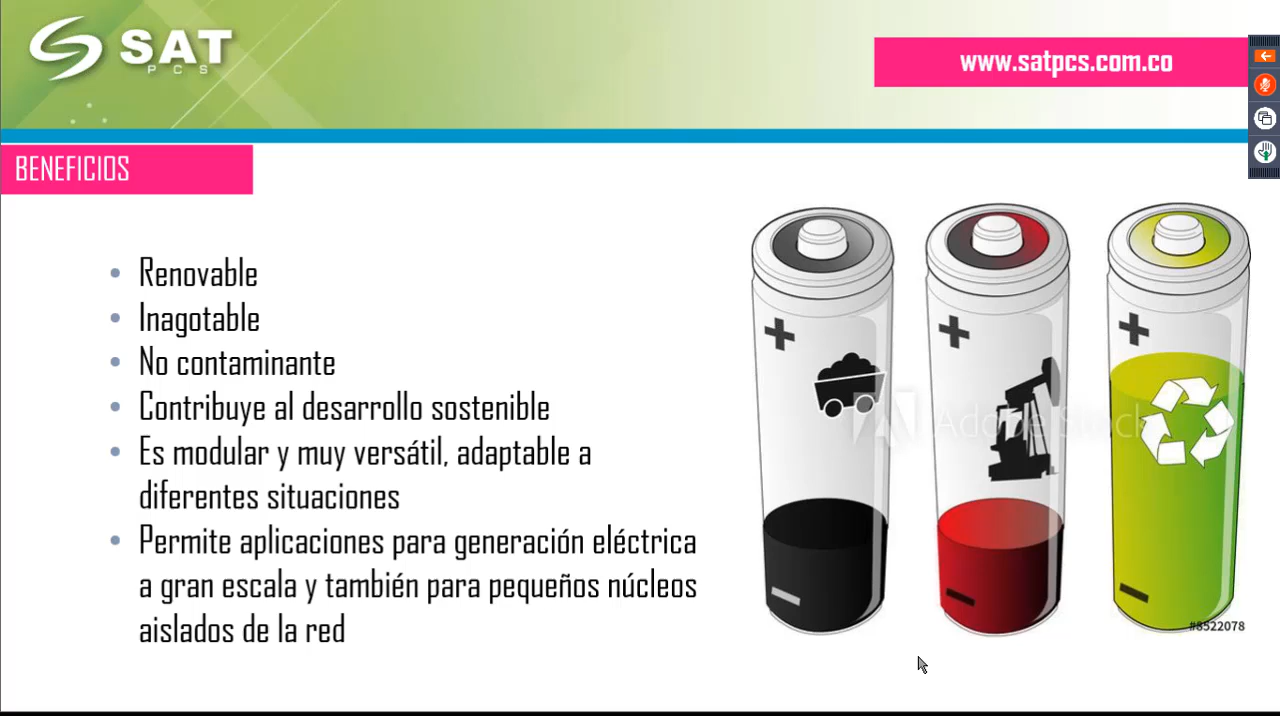 SAT
PCS
www.satpcs.com.co
BENEFICIOS
• Renovable
• Inagotable
• No contaminante
• Contribuye al desarrollo sostenible
• Es modular y muy versátil, adaptable a
diferentes situaciones
• Permite aplicaciones para generación eléctrica
a gran escala y también para pequeños núcleos
aislados de la red
Adobe Stock
#8522078